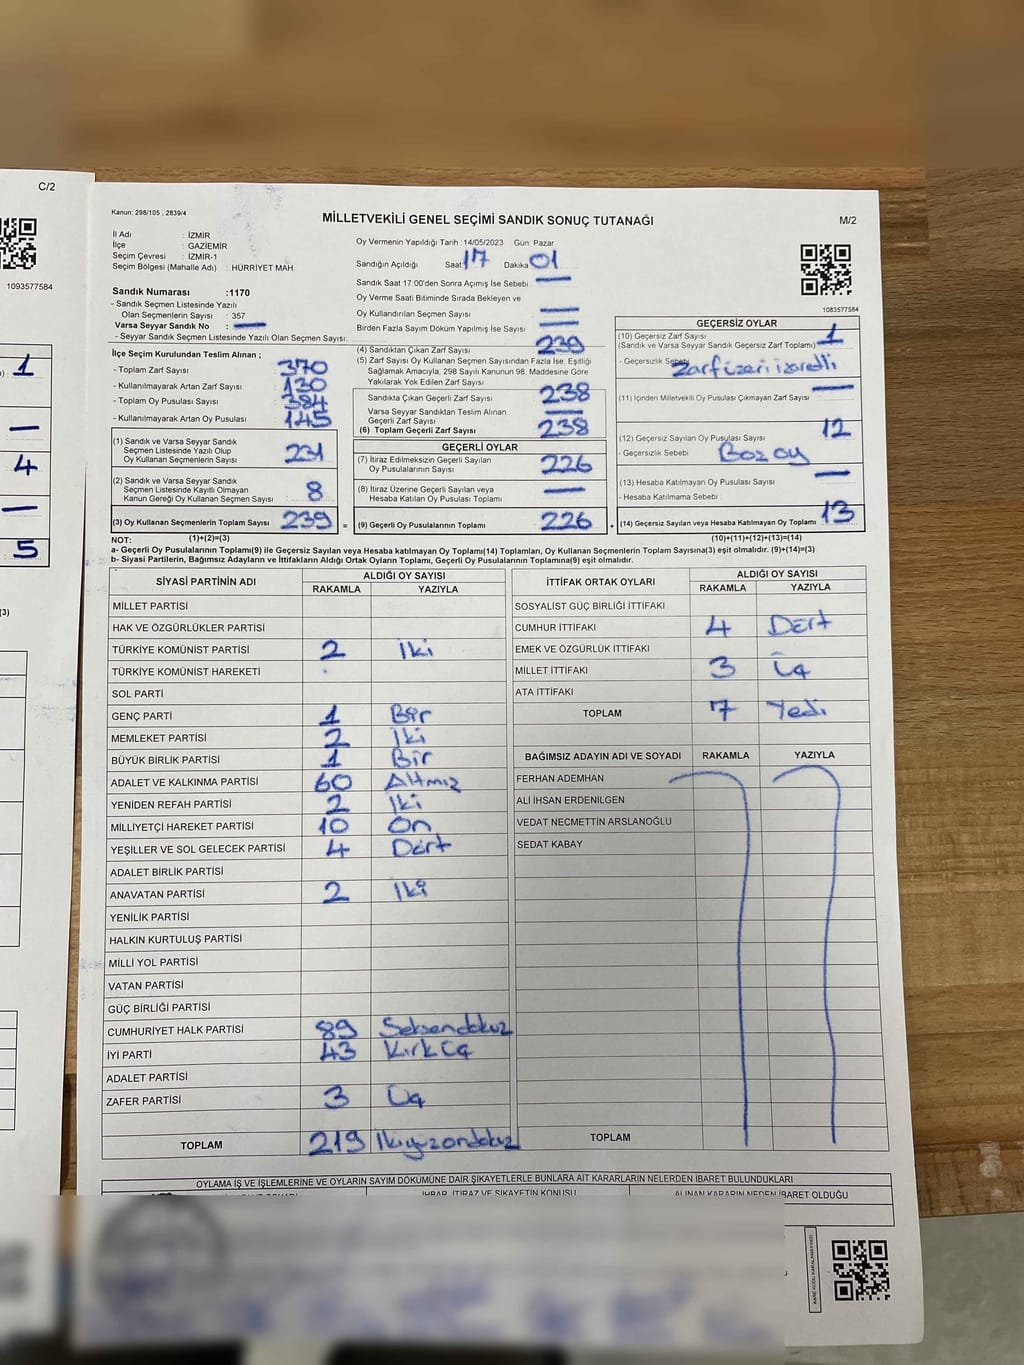 C/2
1093577584
1
4
5
(3)
Kanun: 298/105 , 2839/4
MİLLETVEKİLİ GENEL SEÇİMİ SANDIK SONUÇ TUTANAĞI
M/2
İl Adı : İZMİR
İlçe : GAZİEMİR
Seçim Çevresi : İZMİR-1
Seçim Bölgesi (Mahalle Adı) : HÜRRİYET MAH
Oy Vermenin Yapıldığı Tarih : 14/05/2023 Gün: Pazar
Sandığın Açıldığı Saat 17 Dakika 01
Sandık Saat 17.00'den Sonra Açılmış İse Sebebi : —
Oy Verme Saati Bitiminde Sırada Bekleyen ve
Oy Kullandırılan Seçmen Sayısı —
Birden Fazla Sayım Döküm Yapılmış İse Sayısı —
1083577584
Sandık Numarası :1170
- Sandık Seçmen Listesinde Yazılı
Olan Seçmenlerin Sayısı : 357
Varsa Seyyar Sandık No : —
- Seyyar Sandık Seçmen Listesinde Yazılı Olan Seçmen Sayısı:
İlçe Seçim Kurulundan Teslim Alınan ;
- Toplam Zarf Sayısı 370
- Kullanılmayarak Artan Zarf Sayısı 130
- Toplam Oy Pusulası Sayısı 384
- Kullanılmayarak Artan Oy Pusulası 145
(1) Sandık ve Varsa Seyyar Sandık
Seçmen Listesinde Yazılı Olup
Oy Kullanan Seçmenlerin Sayısı 231
(2) Sandık ve Varsa Seyyar Sandık
Seçmen Listesinde Kayıtlı Olmayan
Kanun Gereği Oy Kullanan Seçmen Sayısı 8
(3) Oy Kullanan Seçmenlerin Toplam Sayısı 239 =
(4) Sandıktan Çıkan Zarf Sayısı 239
(5) Zarf Sayısı Oy Kullanan Seçmen Sayısından Fazla İse, Eşitliği
Sağlamak Amacıyla, 298 Sayılı Kanunun 98. Maddesine Göre
Yakılarak Yok Edilen Zarf Sayısı
Sandıkta Çıkan Geçerli Zarf Sayısı 238
Varsa Seyyar Sandıktan Teslim Alınan
Geçerli Zarf Sayısı —
(6) Toplam Geçerli Zarf Sayısı 238
GEÇERLİ OYLAR
(7) İtiraz Edilmeksizin Geçerli Sayılan
Oy Pusulalarının Sayısı 226
(8) İtiraz Üzerine Geçerli Sayılan veya
Hesaba Katılan Oy Pusulası Toplamı —
(9) Geçerli Oy Pusulalarının Toplamı 226 +
GEÇERSİZ OYLAR
(10) Geçersiz Zarf Sayısı
(Sandık ve Varsa Seyyar Sandık Geçersiz Zarf Toplamı) 1
- Geçersizlik Sebebi Zarf üzeri işaretli
(11) İçinden Milletvekili Oy Pusulası Çıkmayan Zarf Sayısı —
(12) Geçersiz Sayılan Oy Pusulası Sayısı 12
- Geçersizlik Sebebi Boz oy
(13) Hesaba Katılmayan Oy Pusulası Sayısı —
- Hesaba Katılmama Sebebi :
(14) Geçersiz Sayılan veya Hesaba Katılmayan Oy Toplamı 13
NOT: (1)+(2)=(3) (10)+(11)+(12)+(13)=(14)
a- Geçerli Oy Pusulalarının Toplamı(9) ile Geçersiz Sayılan veya Hesaba katılmayan Oy Toplamı(14) Toplamları, Oy Kullanan Seçmenlerin Toplam Sayısına(3) eşit olmalıdır. (9)+(14)=(3)
b- Siyasi Partilerin, Bağımsız Adayların ve İttifakların Aldığı Ortak Oyların Toplamı, Geçerli Oy Pusulalarının Toplamına(9) eşit olmalıdır.
SİYASİ PARTİNİN ADI ALDIĞI OY SAYISI
RAKAMLA YAZIYLA
MİLLET PARTİSİ
HAK VE ÖZGÜRLÜKLER PARTİSİ
TÜRKİYE KOMÜNİST PARTİSİ 2 İki
TÜRKİYE KOMÜNİST HAREKETİ
SOL PARTİ
GENÇ PARTİ 1 Bir
MEMLEKET PARTİSİ 2 İki
BÜYÜK BİRLİK PARTİSİ 1 Bir
ADALET VE KALKINMA PARTİSİ 60 Altmız
YENİDEN REFAH PARTİSİ 2 İki
MİLLİYETÇİ HAREKET PARTİSİ 10 On
YEŞİLLER VE SOL GELECEK PARTİSİ 4 Dört
ADALET BİRLİK PARTİSİ
ANAVATAN PARTİSİ 2 İki
YENİLİK PARTİSİ
HALKIN KURTULUŞ PARTİSİ
MİLLİ YOL PARTİSİ
VATAN PARTİSİ
GÜÇ BİRLİĞİ PARTİSİ
CUMHURİYET HALK PARTİSİ 89 Seksendokuz
İYİ PARTİ 43 Kırk üç
ADALET PARTİSİ
ZAFER PARTİSİ 3 Üç
TOPLAM 219 İkiyüzondokuz
İTTİFAK ORTAK OYLARI ALDIĞI OY SAYISI
RAKAMLA YAZIYLA
SOSYALİST GÜÇ BİRLİĞİ İTTİFAKI
CUMHUR İTTİFAKI 4 Dört
EMEK VE ÖZGÜRLÜK İTTİFAKI
MİLLET İTTİFAKI 3 Üç
ATA İTTİFAKI
TOPLAM 7 Yedi
BAĞIMSIZ ADAYIN ADI VE SOYADI RAKAMLA YAZIYLA
FERHAN ADEMHAN
ALİ İHSAN ERDENİLGEN
VEDAT NECMETTİN ARSLANOĞLU
SEDAT KABAY
TOPLAM
OYLAMA İŞ VE İŞLEMLERİNE VE OYLARIN SAYIM DÖKÜMÜNE DAİR ŞİKAYETLERLE BUNLARA AİT KARARLARIN NELERDEN İBARET BULUNDUKLARI
İHBAR, İTİRAZ VE ŞİKAYETİN KONUSU ALINAN KARARIN NEDEN İBARET OLDUĞU